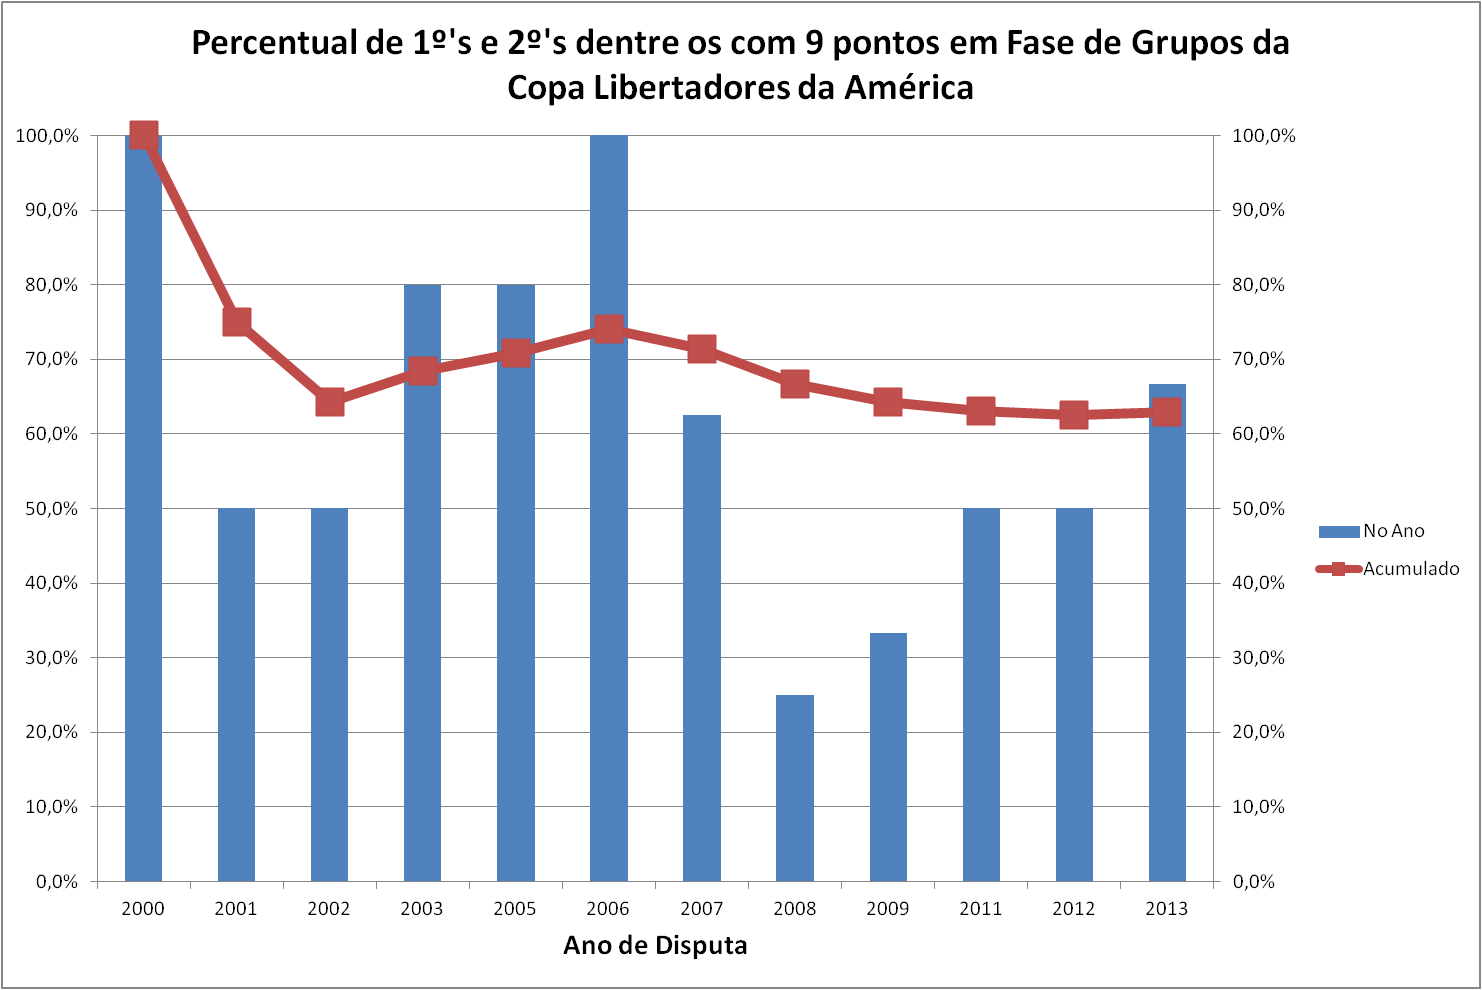 Percentual de 1º's e 2º's dentre os com 9 pontos em Fase de Grupos da
Copa Libertadores da América
100,0% 100,0%
90,0% 90,0%
80,0% 80,0%
70,0% 70,0%
60,0% 60,0%
50,0% 50,0%
No Ano
Acumulado
40,0% 40,0%
30,0% 30,0%
20,0% 20,0%
10,0% 10,0%
0,0% 0,0%
2000 2001 2002 2003 2005 2006 2007 2008 2009 2011 2012 2013
Ano de Disputa